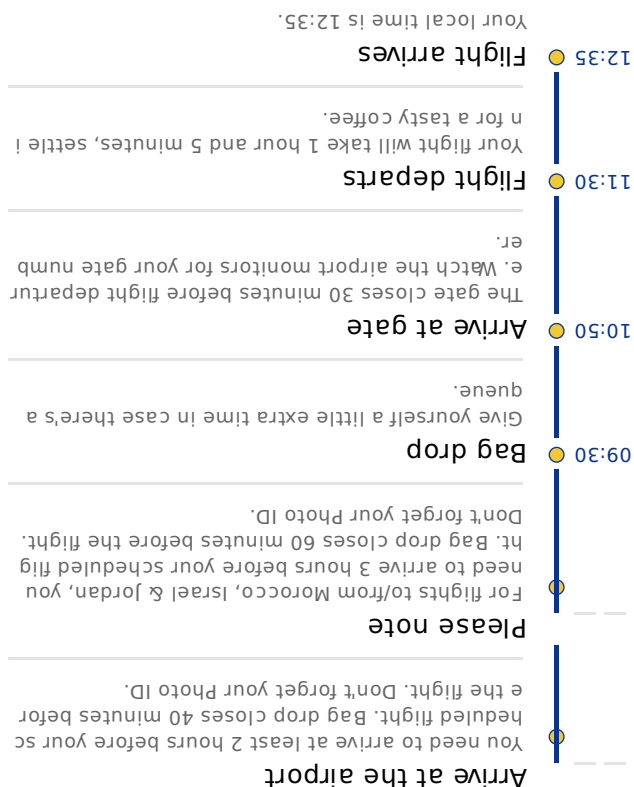 Arrive at the airport
You need to arrive at least 2 hours before your sc
heduled flight. Bag drop closes 40 minutes befor
e the flight. Don't forget your Photo ID.
Please note
For flights to/from Morocco, Israel & Jordan, you
need to arrive 3 hours before your scheduled flig
ht. Bag drop closes 60 minutes before the flight.
Don't forget your Photo ID.
09:30
Bag drop
Give yourself a little extra time in case there's a
queue.
10:50
Arrive at gate
The gate closes 30 minutes before flight departur
e. Watch the airport monitors for your gate numb
er.
11:30
Flight departs
Your flight will take 1 hour and 5 minutes, settle i
n for a tasty coffee.
12:35
Flight arrives
Your local time is 12:35.